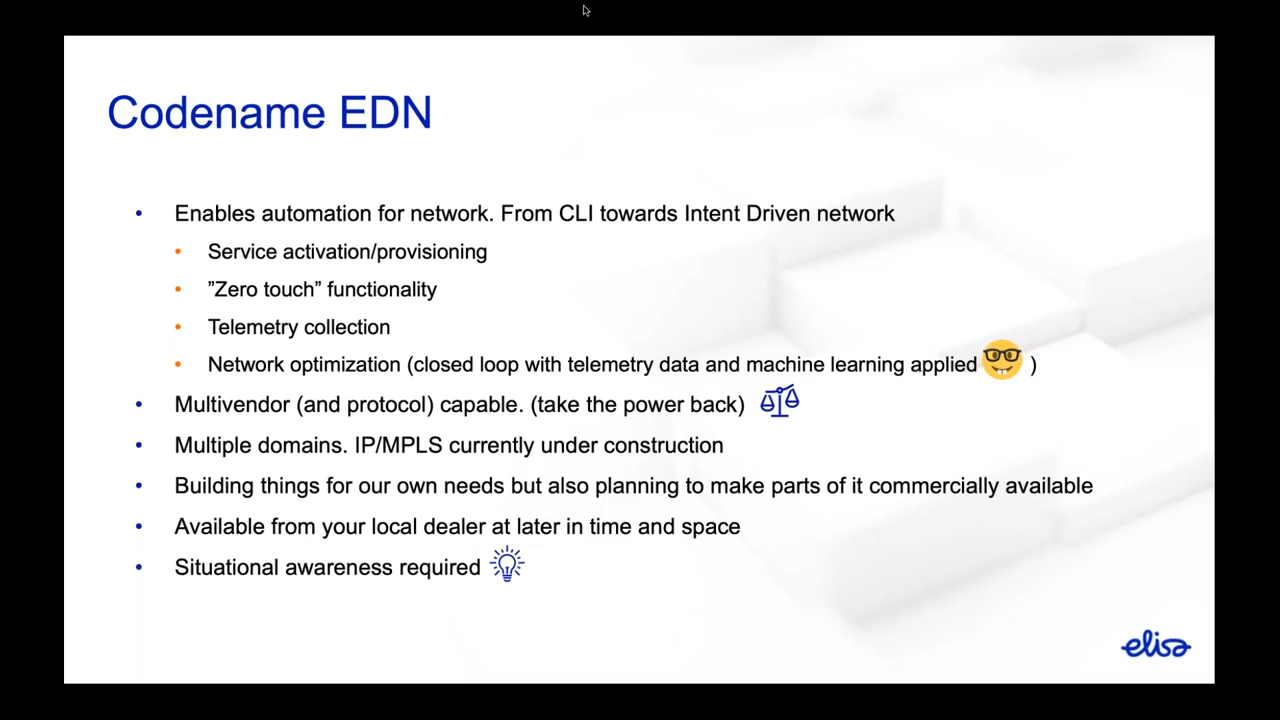 Codename EDN
• Enables automation for network. From CLI towards Intent Driven network
• Service activation/provisioning
• ”Zero touch” functionality
• Telemetry collection
• Network optimization (closed loop with telemetry data and machine learning applied 🤓 )
• Multivendor (and protocol) capable. (take the power back)
• Multiple domains. IP/MPLS currently under construction
• Building things for our own needs but also planning to make parts of it commercially available
• Available from your local dealer at later in time and space
• Situational awareness required
elisa